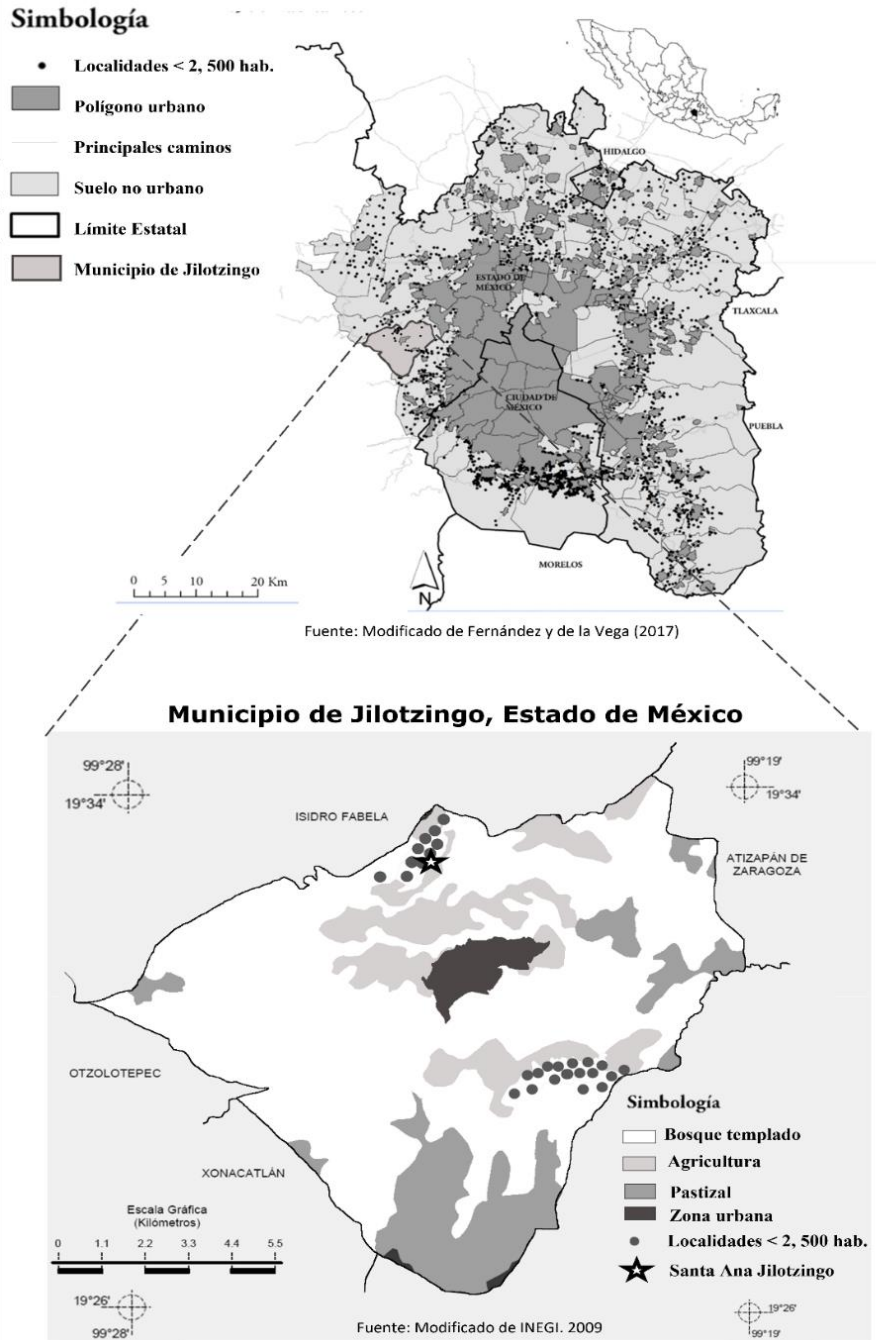 Simbología
Localidades < 2, 500 hab.
Polígono urbano
Principales caminos
Suelo no urbano
Límite Estatal
Municipio de Jilotzingo
HIDALGO
ESTADO DE
MÉXICO
TLAXCALA
CIUDAD DE
MÉXICO
PUEBLA
MORELOS
0 5 10 20 Km
N
Fuente: Modificado de Fernández y de la Vega (2017)
Municipio de Jilotzingo, Estado de México
99°28'
19°34'
99°19'
19°34'
ISIDRO FABELA
ATIZAPÁN DE
ZARAGOZA
OTZOLOTEPEC
XONACATLÁN
Simbología
Bosque templado
Agricultura
Pastizal
Zona urbana
Localidades < 2, 500 hab.
Santa Ana Jilotzingo
Escala Gráfica
(Kilómetros)
0 1.1 2.2 3.3 4.4 5.5
19°26'
99°28'
19°26'
99°19'
Fuente: Modificado de INEGI. 2009